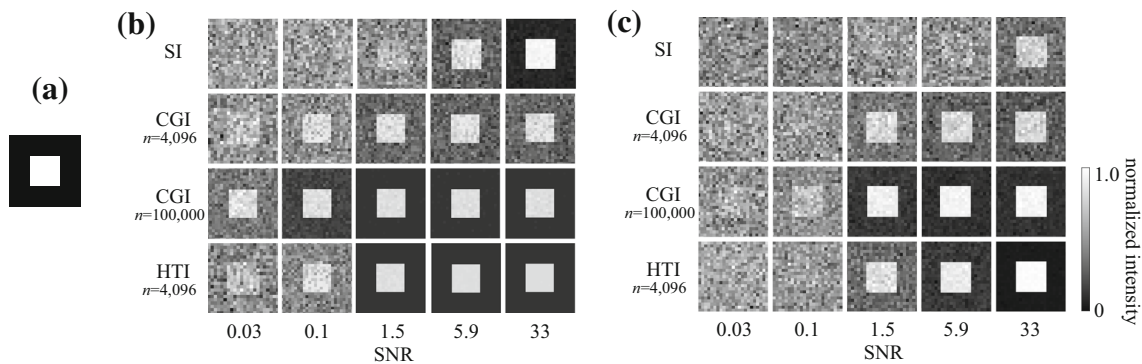 (a)
(b)
SI
CGI
n=4,096
CGI
n=100,000
HTI
n=4,096
0.03 0.1 1.5 5.9 33
SNR
(c)
SI
CGI
n=4,096
CGI
n=100,000
HTI
n=4,096
0.03 0.1 1.5 5.9 33
SNR
1.0
0
normalized intensity